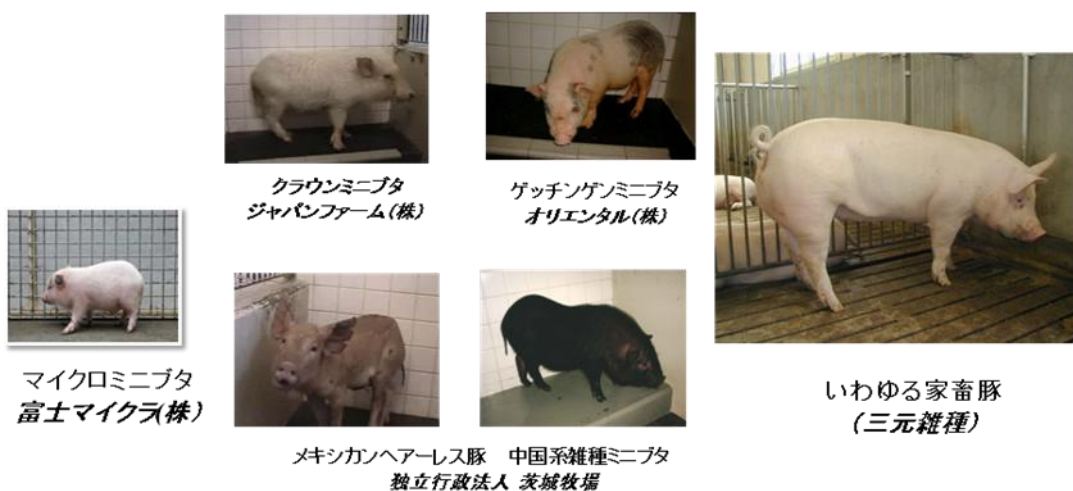 クラウンミニブタ
ジャパンファーム(株)
ゲッチンゲンミニブタ
オリエンタル(株)
マイクロミニブタ
富士マイクラ(株)
メキシカンヘアーレス豚　中国系雑種ミニブタ
独立行政法人 茨城牧場
いわゆる家畜豚
(三元雑種)